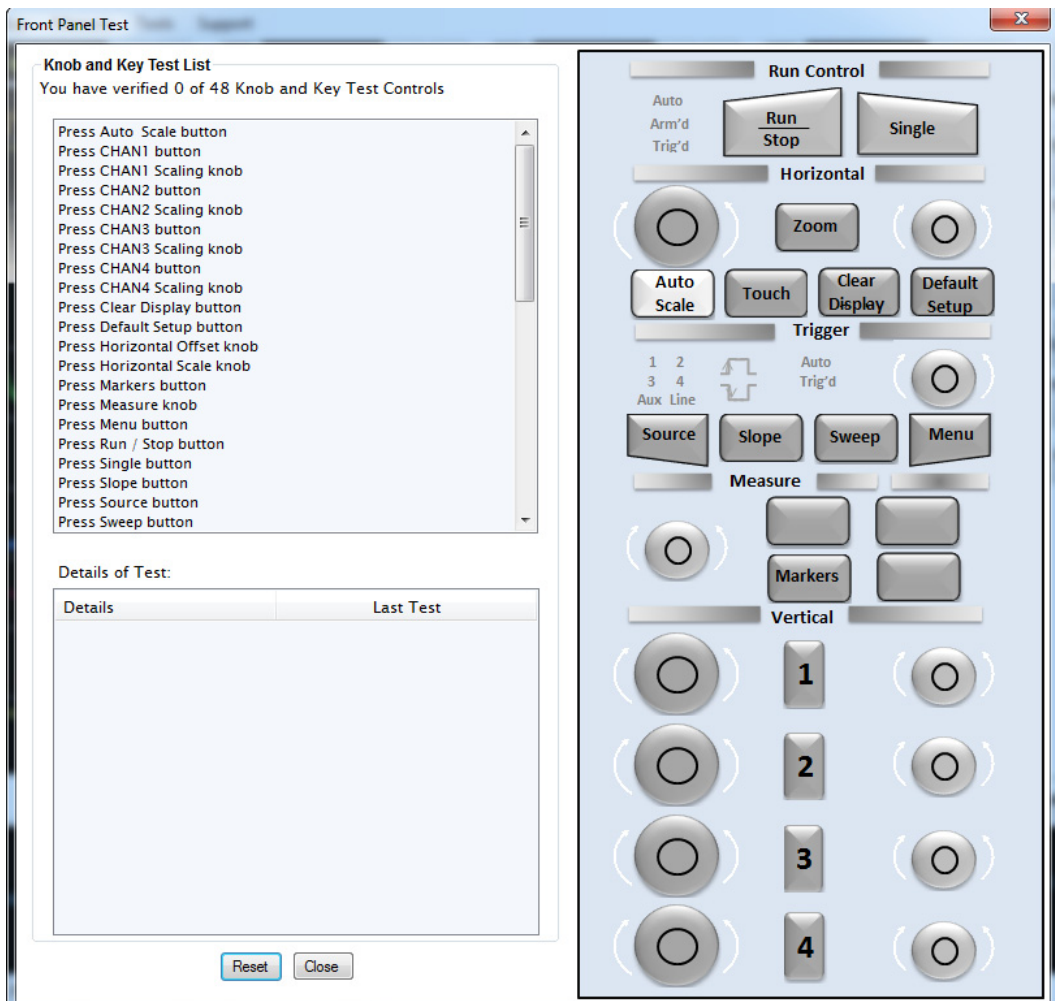 Front Panel Test
Tools Support
Knob and Key Test List
You have verified 0 of 48 Knob and Key Test Controls
Press Auto Scale button
Press CHAN1 button
Press CHAN1 Scaling knob
Press CHAN2 button
Press CHAN2 Scaling knob
Press CHAN3 button
Press CHAN3 Scaling knob
Press CHAN4 button
Press CHAN4 Scaling knob
Press Clear Display button
Press Default Setup button
Press Horizontal Offset knob
Press Horizontal Scale knob
Press Markers button
Press Measure knob
Press Menu button
Press Run / Stop button
Press Single button
Press Slope button
Press Source button
Press Sweep button
Details of Test:
Details Last Test
Reset Close
Run Control
Auto
Arm'd
Trig'd
Run
Stop
Single
Horizontal
Zoom
Auto
Scale
Touch
Clear
Display
Default
Setup
Trigger
1 2
3 4
Aux Line
Auto
Trig'd
Source Slope Sweep Menu
Measure
Markers
Vertical
1
2
3
4